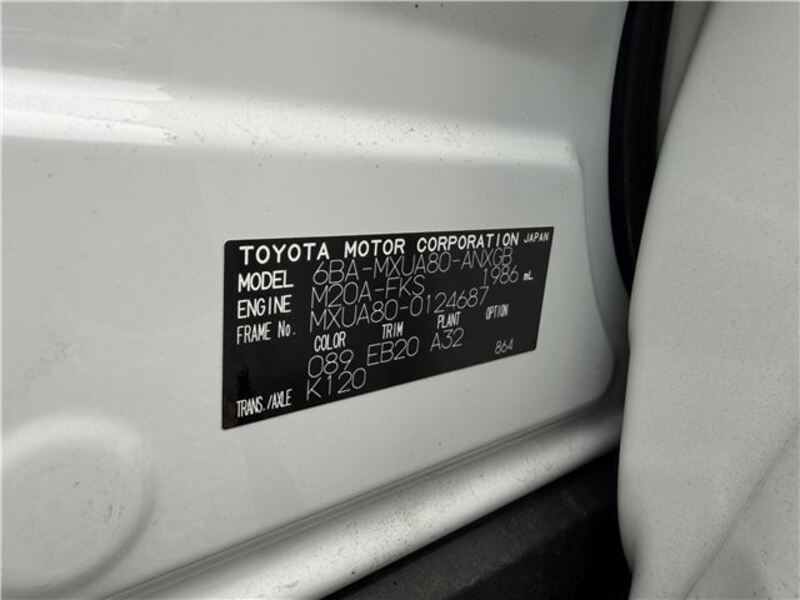 TOYOTA MOTOR CORPORATION JAPAN
MODEL 6BA-MXUA80-ANXGB
ENGINE M20A-FKS 1986 mL
FRAME No. MXUA80-0124687
COLOR TRIM PLANT OPTION
089 EB20 A32 864
TRANS./AXLE K120